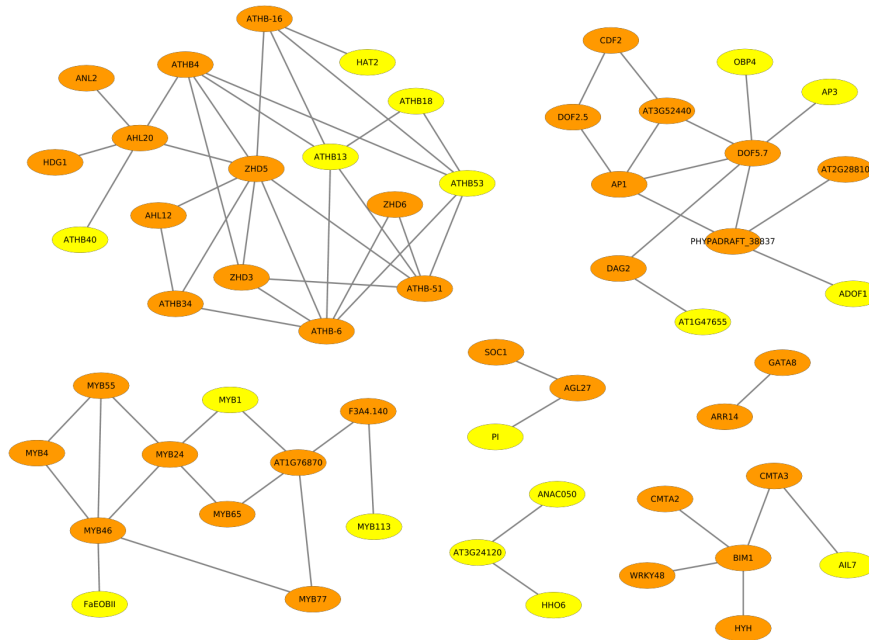 ATHB-16
CDF2
ATHB4
HAT2
OBP4
ANL2
AP3
ATHB18
AT3G52440
DOF2.5
AHL20
DOF5.7
HDG1
ATHB13
ZHD5
AT2G28810
ATHB53
AP1
ZHD6
AHL12
ATHB40
PHYPADRAFT_38837
DAG2
ZHD3
ATHB-51
ADOF1
ATHB34
AT1G47655
ATHB-6
SOC1
GATA8
MYB55
AGL27
MYB1
F3A4.140
ARR14
PI
MYB4
MYB24
AT1G76870
CMTA3
ANAC050
CMTA2
MYB65
MYB113
MYB46
AT3G24120
BIM1
AIL7
WRKY48
MYB77
FaEOBII
HHO6
HYH